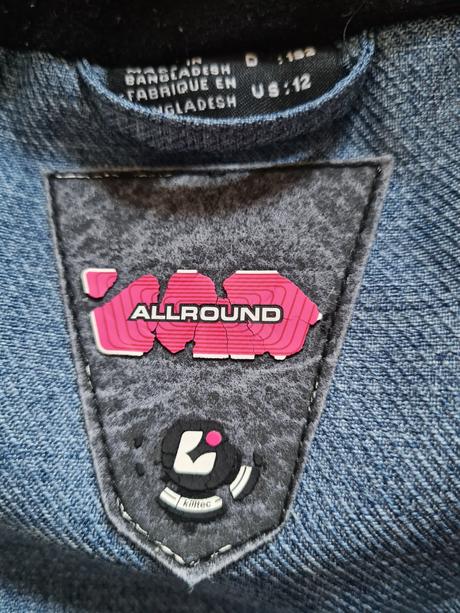 MADE IN D :152
BANGLADESH
FABRIQUE EN US:12
BANGLADESH
ALLROUND
killtec